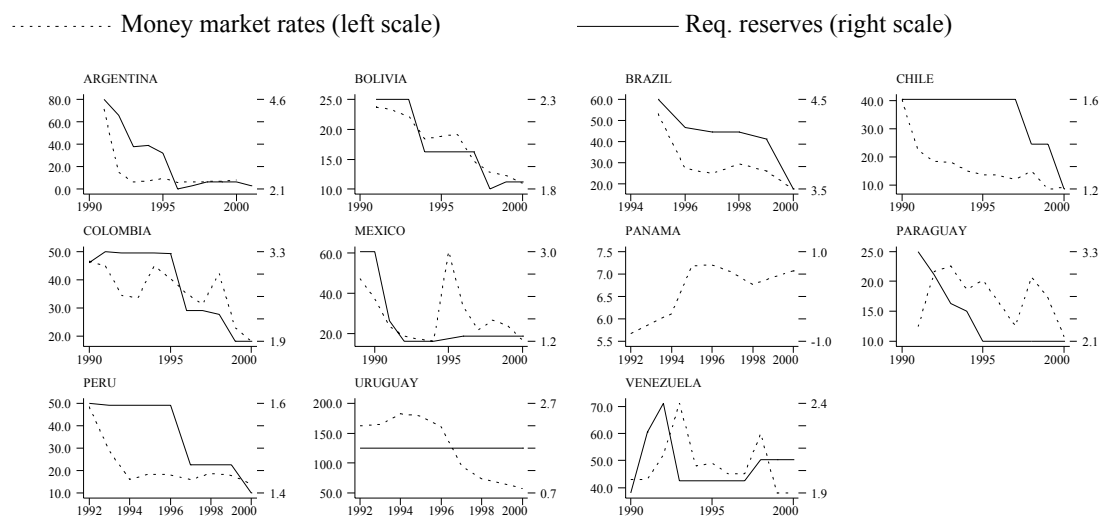 Money market rates (left scale) Req. reserves (right scale)
ARGENTINA BOLIVIA BRAZIL CHILE
80.0 4.6 25.0 2.3 60.0 4.5 40.0 1.6
60.0 20.0 50.0 30.0
40.0 15.0 40.0 20.0
20.0 10.0 1.8 30.0 10.0 1.2
0.0 2.1 20.0 3.5
1990 1995 2000 1990 1995 2000 1994 1996 1998 2000 1990 1995 2000
COLOMBIA MEXICO PANAMA PARAGUAY
50.0 3.3 60.0 3.0 7.5 1.0 25.0 3.3
40.0 40.0 7.0 20.0
30.0 20.0 1.2 6.5 15.0
20.0 1.9 6.0 10.0 2.1
5.5 -1.0
1990 1995 2000 1990 1995 2000 1992 1994 1996 1998 2000 1990 1995 2000
PERU URUGUAY VENEZUELA
50.0 1.6 200.0 2.7 70.0 2.4
40.0 150.0 60.0
30.0 100.0 50.0
20.0 50.0 0.7 40.0 1.9
10.0 1.4
1992 1994 1996 1998 2000 1992 1994 1996 1998 2000 1990 1995 2000